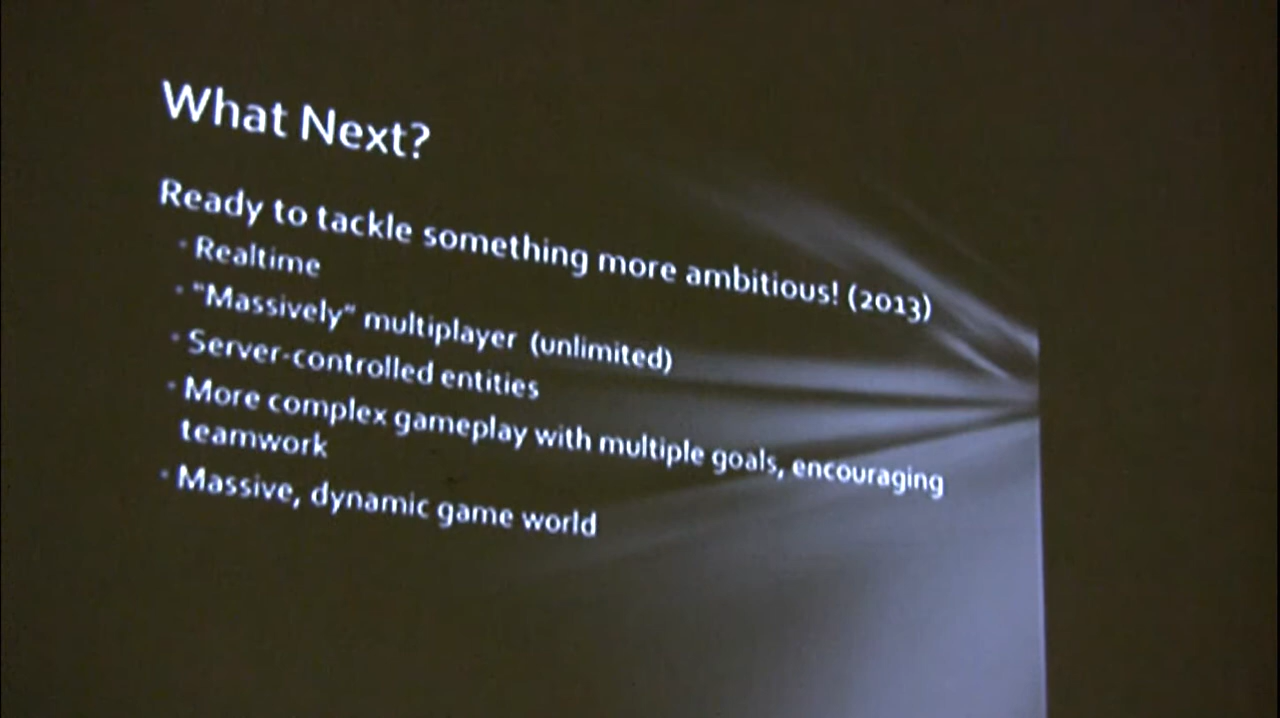 What Next?
Ready to tackle something more ambitious! (2013)
Realtime
"Massively" multiplayer (unlimited)
Server-controlled entities
More complex gameplay with multiple goals, encouraging
teamwork
Massive, dynamic game world